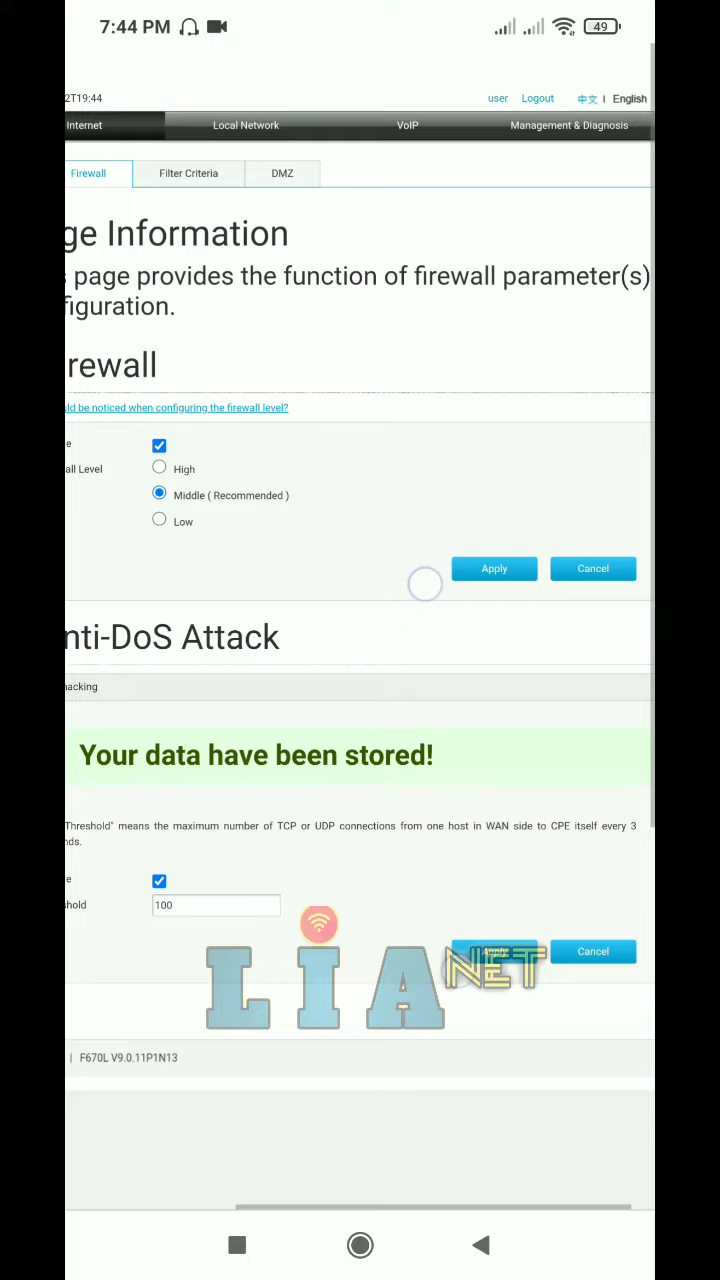 7:44 PM
49
2T19:44
user Logout 中文 | English
Internet Local Network VoIP Management & Diagnosis
Firewall Filter Criteria DMZ
ge Information
s page provides the function of firewall parameter(s)
figuration.
rewall
uld be noticed when configuring the firewall level?
e
all Level
High
Middle ( Recommended )
Low
Apply Cancel
nti-DoS Attack
hacking
Your data have been stored!
Threshold" means the maximum number of TCP or UDP connections from one host in WAN side to CPE itself every 3
nds.
e
shold 100
Apply Cancel
LIA NET
| F670L V9.0.11P1N13